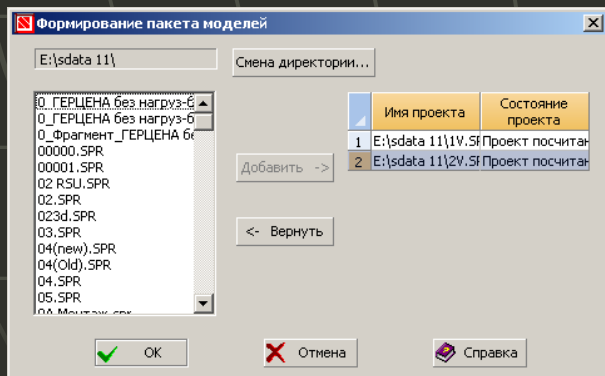 Формирование пакета моделей
E:\sdata 11\
Смена директории...
0_ГЕРЦЕНА без нагруз-б
0_ГЕРЦЕНА без нагруз-б
0_Фрагмент_ГЕРЦЕНА бе
00000.SPR
00001.SPR
02 RSU.SPR
02.SPR
023d.SPR
03.SPR
04(new).SPR
04(Old).SPR
04.SPR
05.SPR
0А Монтаж.spr
Добавить ->
<- Вернуть
Имя проекта Состояние проекта
1 E:\sdata 11\1V.SF Проект посчитан
2 E:\sdata 11\2V.SF Проект посчитан
OK
Отмена
Справка